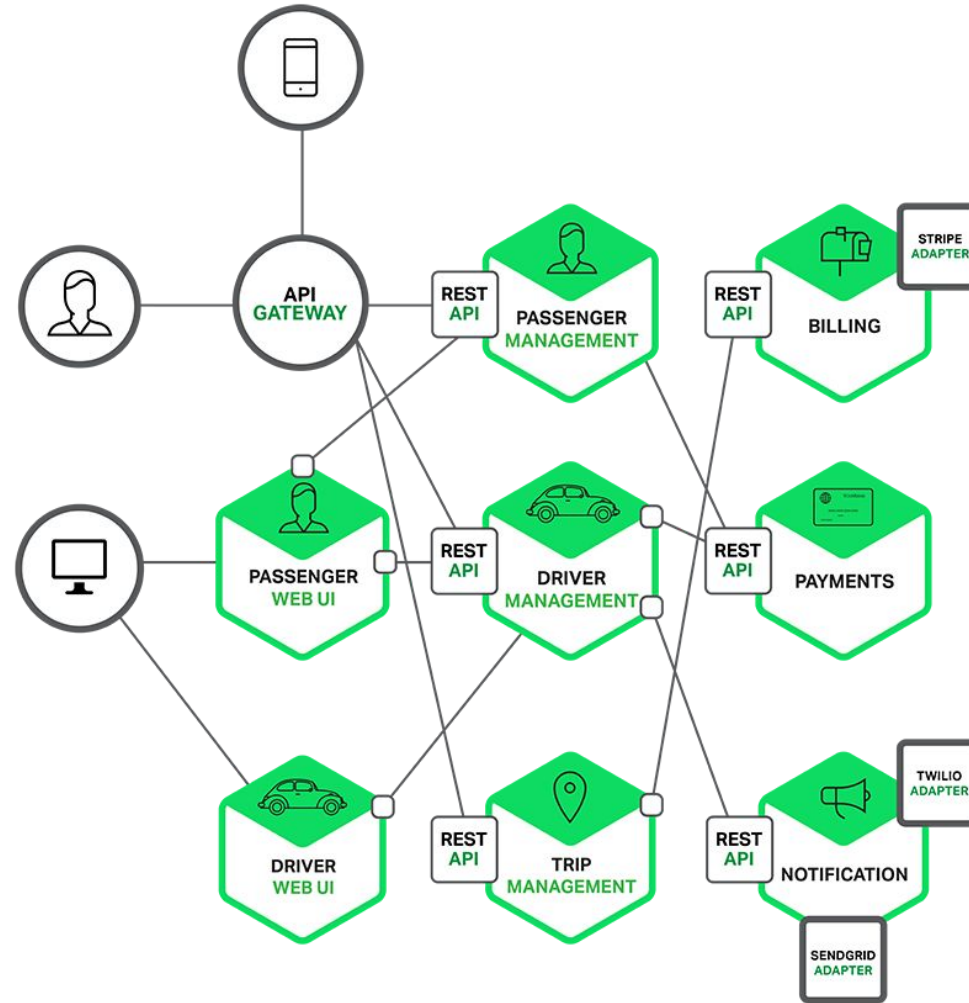 API
GATEWAY
REST
API
PASSENGER
MANAGEMENT
REST
API
BILLING
STRIPE
ADAPTER
PASSENGER
WEB UI
REST
API
DRIVER
MANAGEMENT
REST
API
PAYMENTS
DRIVER
WEB UI
REST
API
TRIP
MANAGEMENT
REST
API
NOTIFICATION
TWILIO
ADAPTER
SENDGRID
ADAPTER